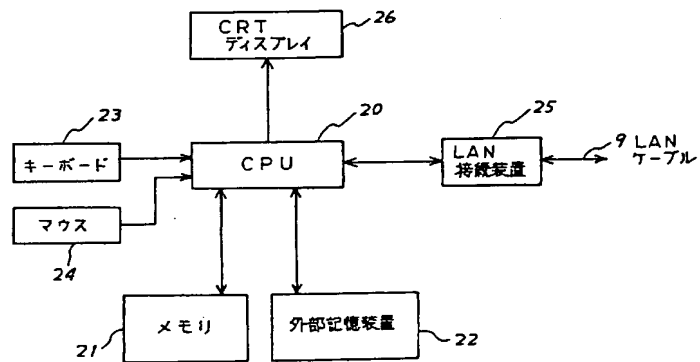 CRT
ディスプレイ
26
23
20
25
キーボード
CPU
LAN
接続装置
9 LAN
ケーブル
マウス
24
メモリ
21
外部記憶装置
22